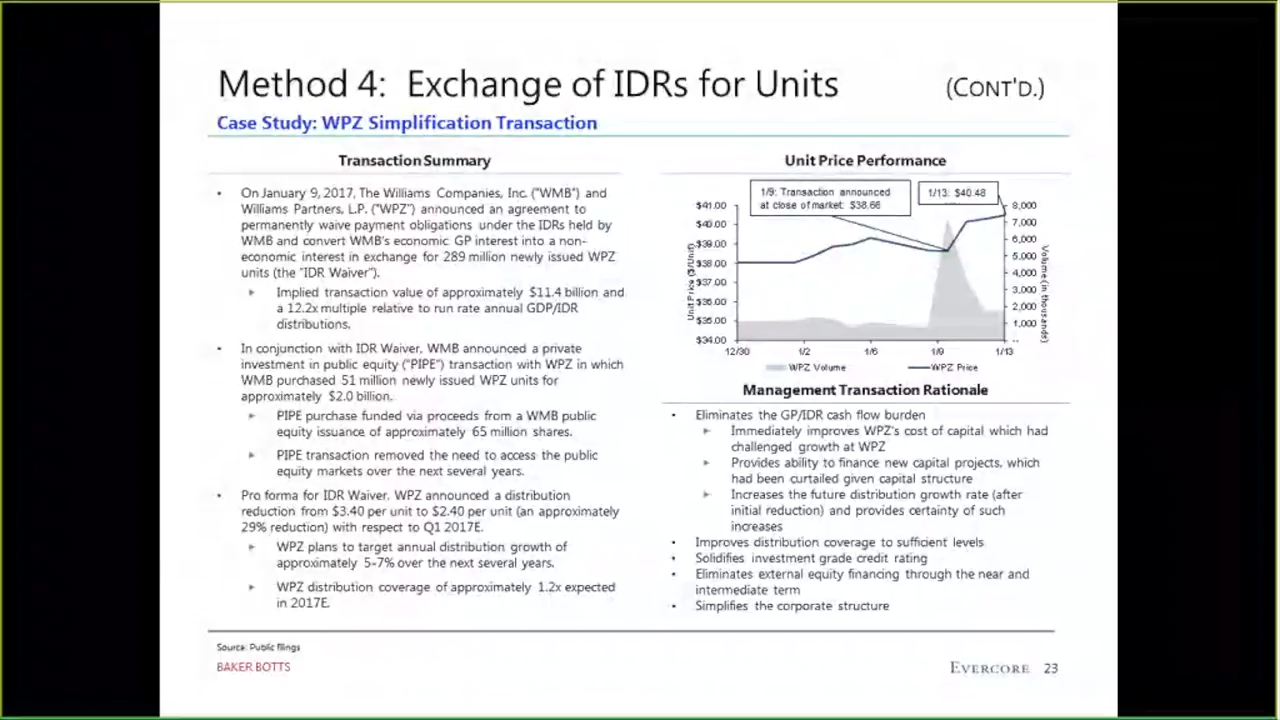 Method 4: Exchange of IDRs for Units (CONT'D.)
Case Study: WPZ Simplification Transaction
Transaction Summary
• On January 9, 2017, The Williams Companies, Inc. ("WMB") and
Williams Partners, L.P. ("WPZ") announced an agreement to
permanently waive payment obligations under the IDRs held by
WMB and convert WMB's economic GP interest into a non-
economic interest in exchange for 289 million newly issued WPZ
units (the "IDR Waiver").
Implied transaction value of approximately $11.4 billion and
a 12.2x multiple relative to run rate annual GDP/IDR
distributions.
• In conjunction with IDR Waiver, WMB announced a private
investment in public equity ("PIPE") transaction with WPZ in which
WMB purchased 51 million newly issued WPZ units for
approximately $2.0 billion.
PIPE purchase funded via proceeds from a WMB public
equity issuance of approximately 65 million shares.
PIPE transaction removed the need to access the public
equity markets over the next several years.
• Pro forma for IDR Waiver, WPZ announced a distribution
reduction from $3.40 per unit to $2.40 per unit (an approximately
29% reduction) with respect to Q1 2017E.
WPZ plans to target annual distribution growth of
approximately 5-7% over the next several years.
WPZ distribution coverage of approximately 1.2x expected
in 2017E.
Unit Price Performance
1/9: Transaction announced
at close of market: $38.66
1/13: $40.48
Unit Price ($/Unit)
$41.00
$40.00
$39.00
$38.00
$37.00
$36.00
$35.00
$34.00
8,000
7,000
6,000
5,000
4,000
3,000
2,000
1,000
--
Volume (in thousands)
12/30 1/2 1/6 1/9 1/13
WPZ Volume WPZ Price
Management Transaction Rationale
• Eliminates the GP/IDR cash flow burden
Immediately improves WPZ's cost of capital which had
challenged growth at WPZ
Provides ability to finance new capital projects, which
had been curtailed given capital structure
Increases the future distribution growth rate (after
initial reduction) and provides certainty of such
increases
• Improves distribution coverage to sufficient levels
• Solidifies investment grade credit rating
• Eliminates external equity financing through the near and
intermediate term
• Simplifies the corporate structure
Source: Public filings
BAKER BOTTS
EVERCORE 23